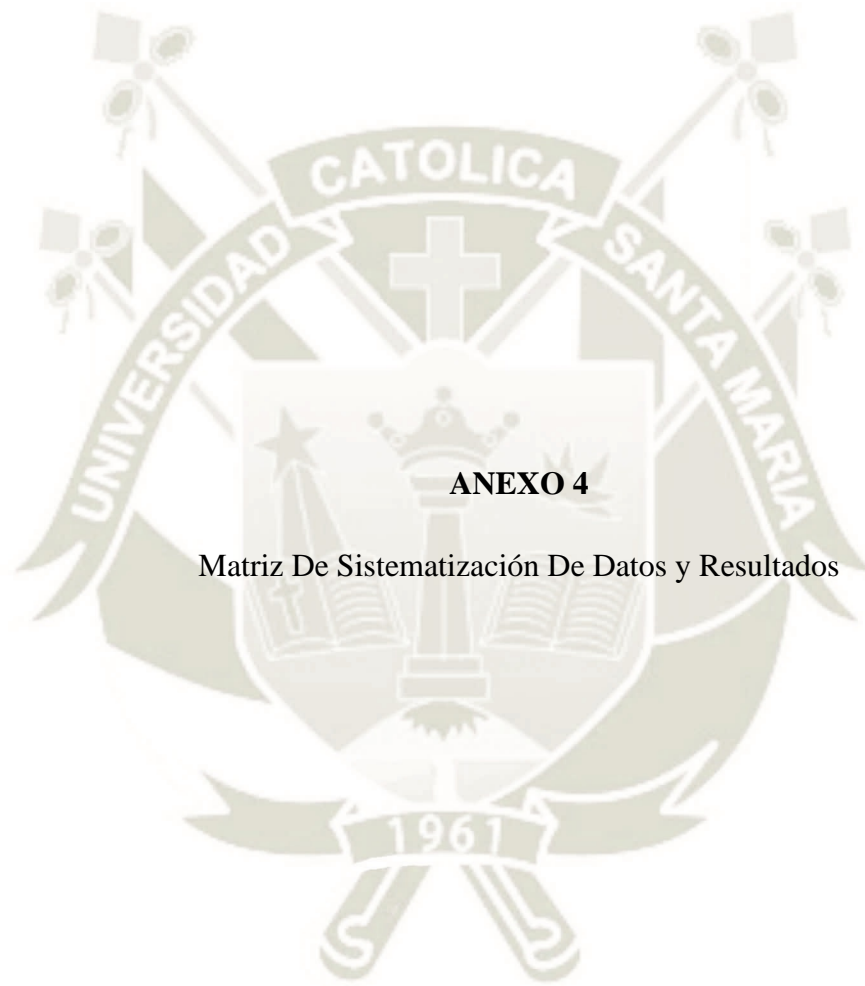 CATOLICA
UNIVERSIDAD
SANTA MARIA
ANEXO 4
Matriz De Sistematización De Datos y Resultados
1961